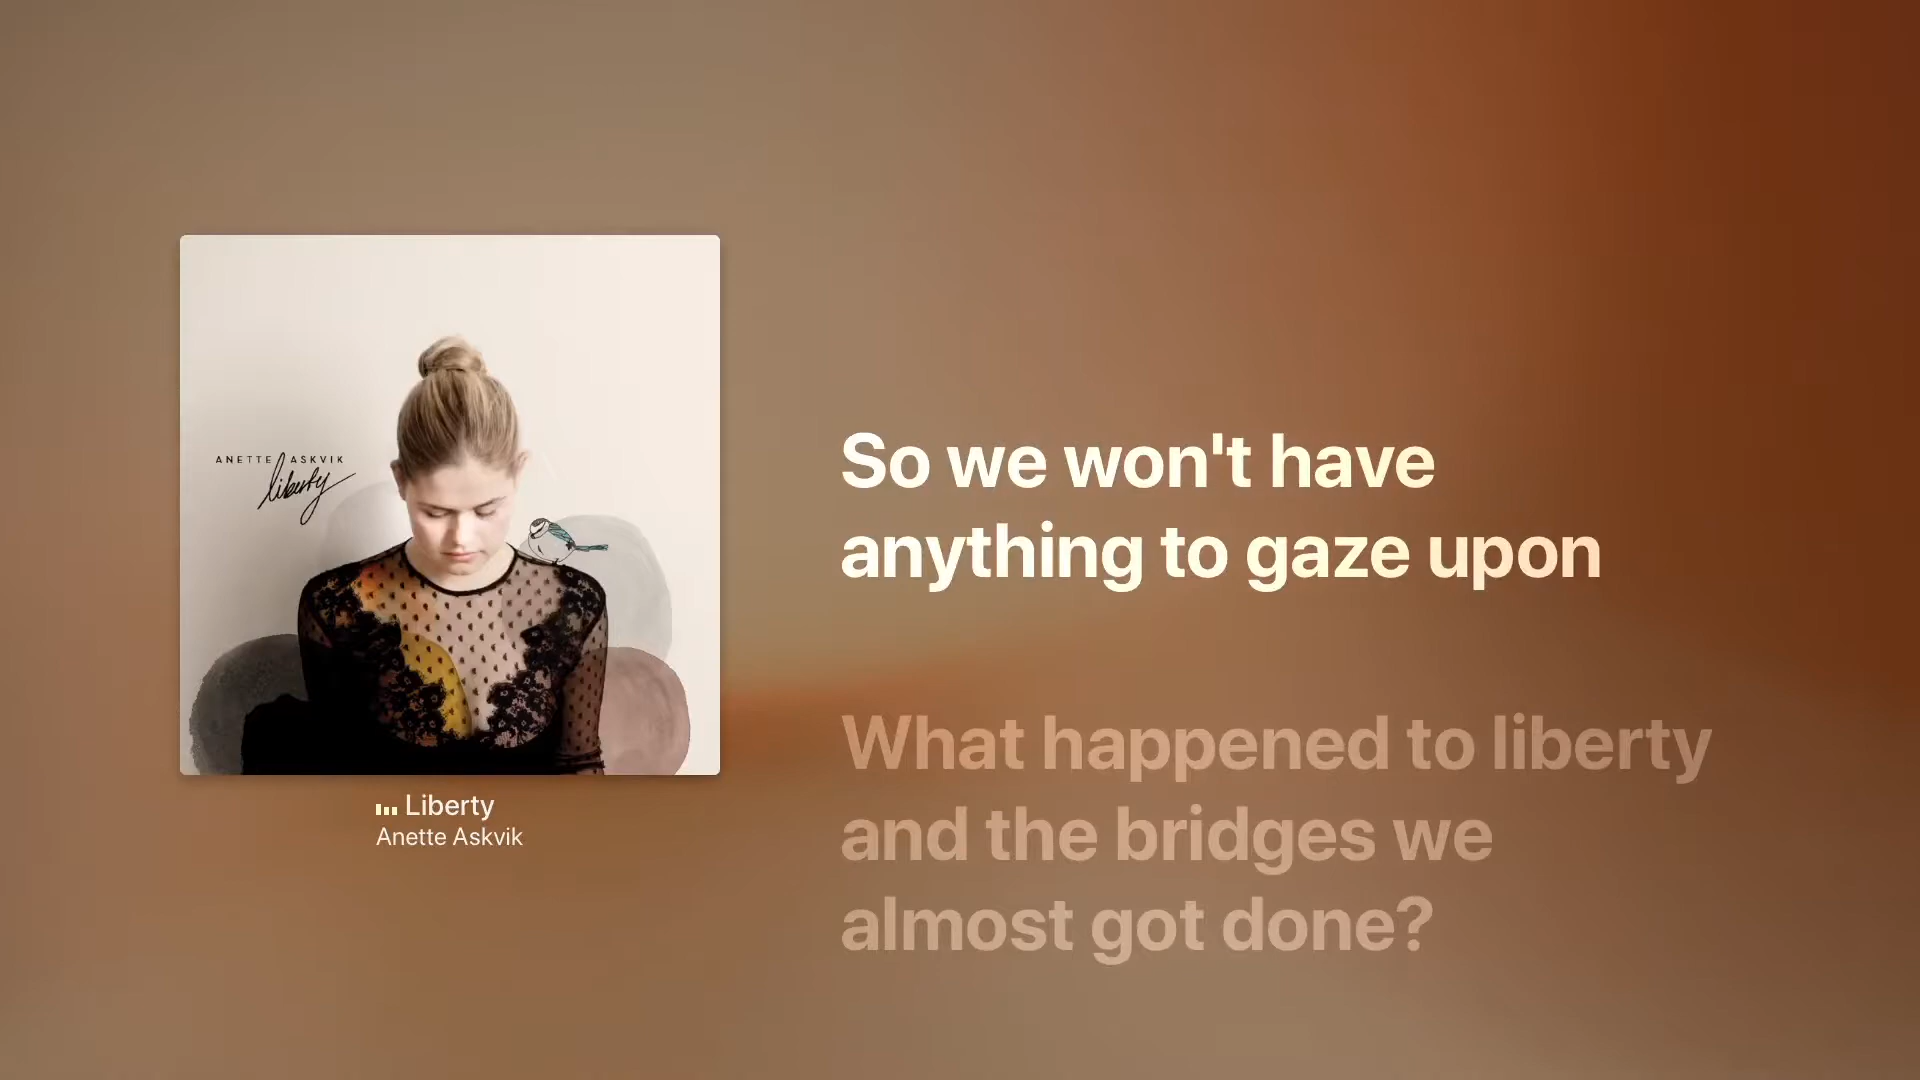 ANETTE ASKVIK
liberty
Liberty
Anette Askvik
So we won't have
anything to gaze upon
What happened to liberty
and the bridges we
almost got done?